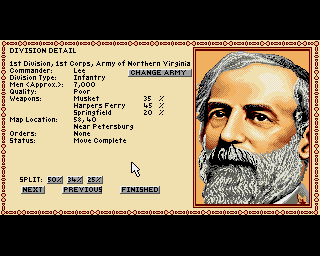 DIVISION DETAIL
1st Division, 1st Corps, Army of Northern Virginia
Commander: Lee
CHANGE ARMY
Division Type: Infantry
Men <Approx.>: 7,000
Quality: Poor
Weapons: Musket 35 %
Harpers Ferry 45 %
Springfield 20 %
Map Location: 58, 40
Near Petersburg
Orders: None
Status: Move Complete
SPLIT: 50% 34% 25%
NEXT PREVIOUS FINISHED